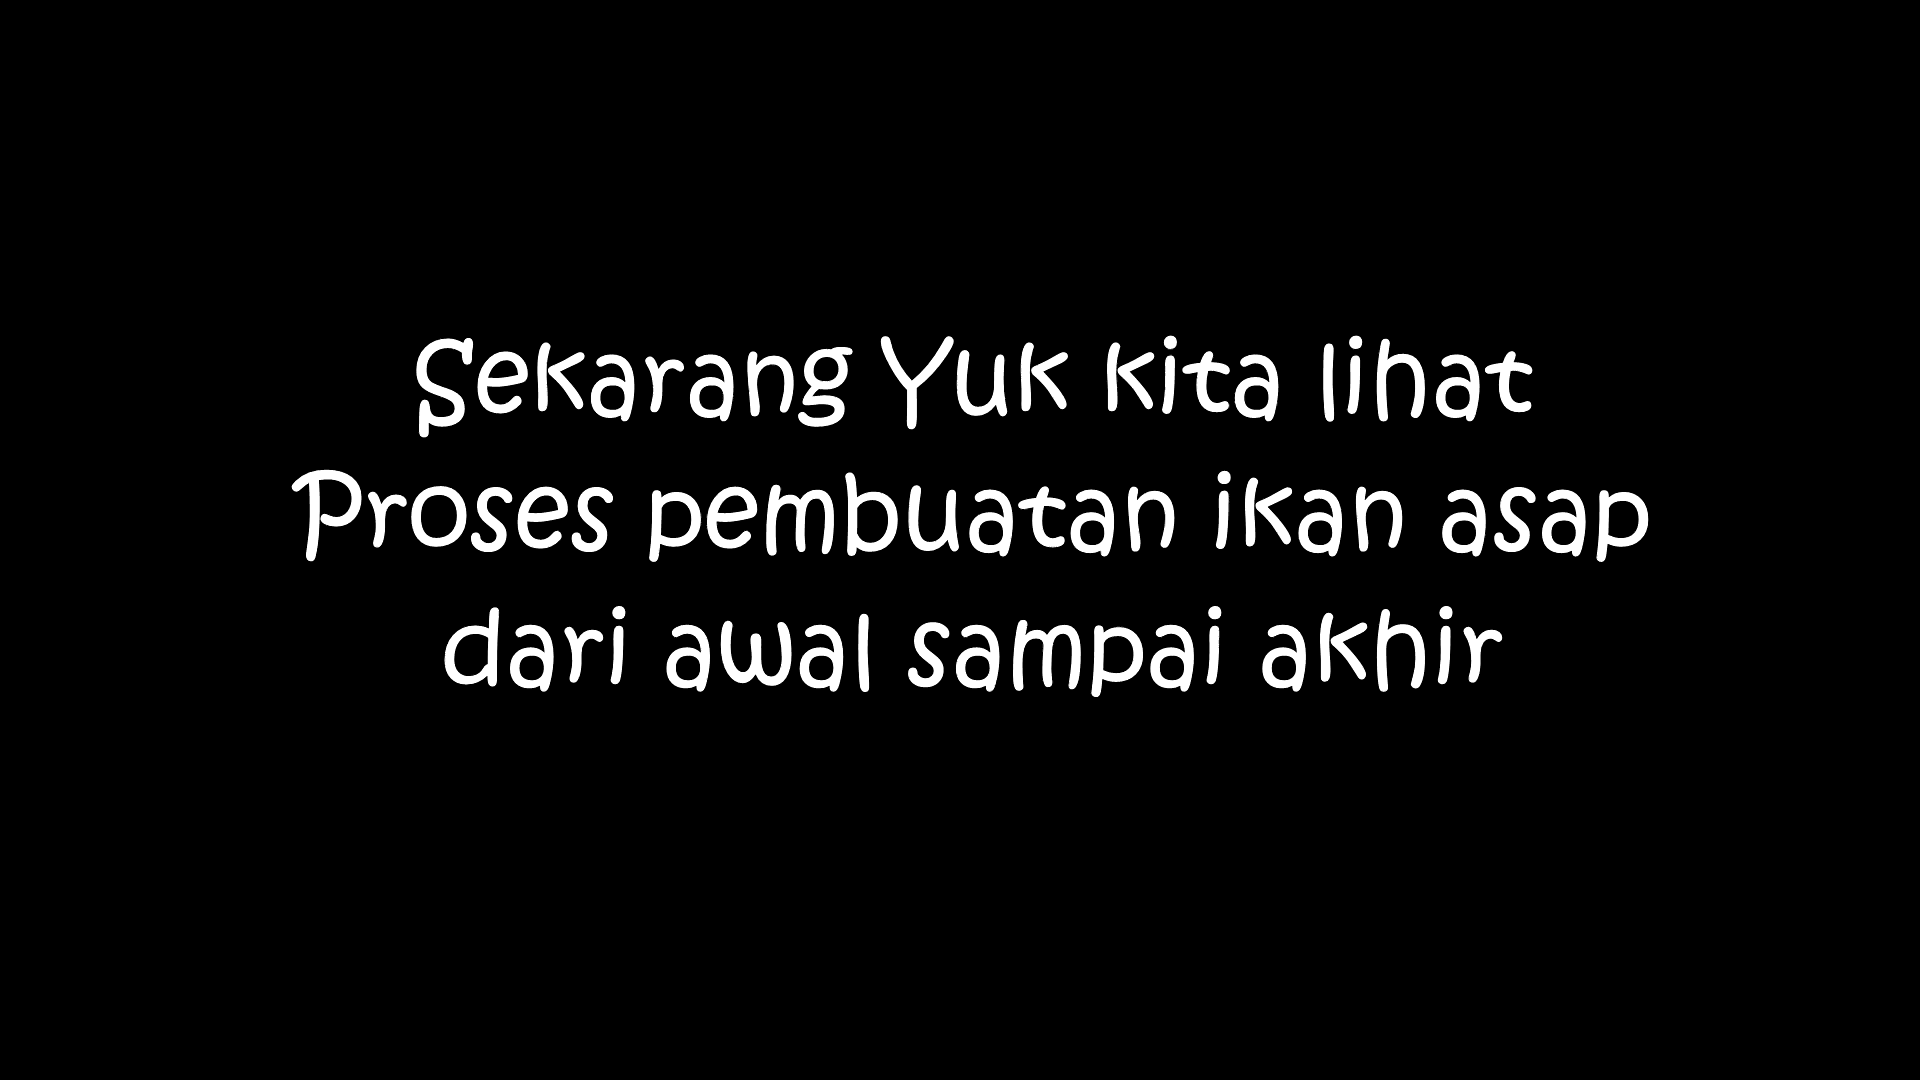 Sekarang Yuk kita lihat
Proses pembuatan ikan asap
dari awal sampai akhir